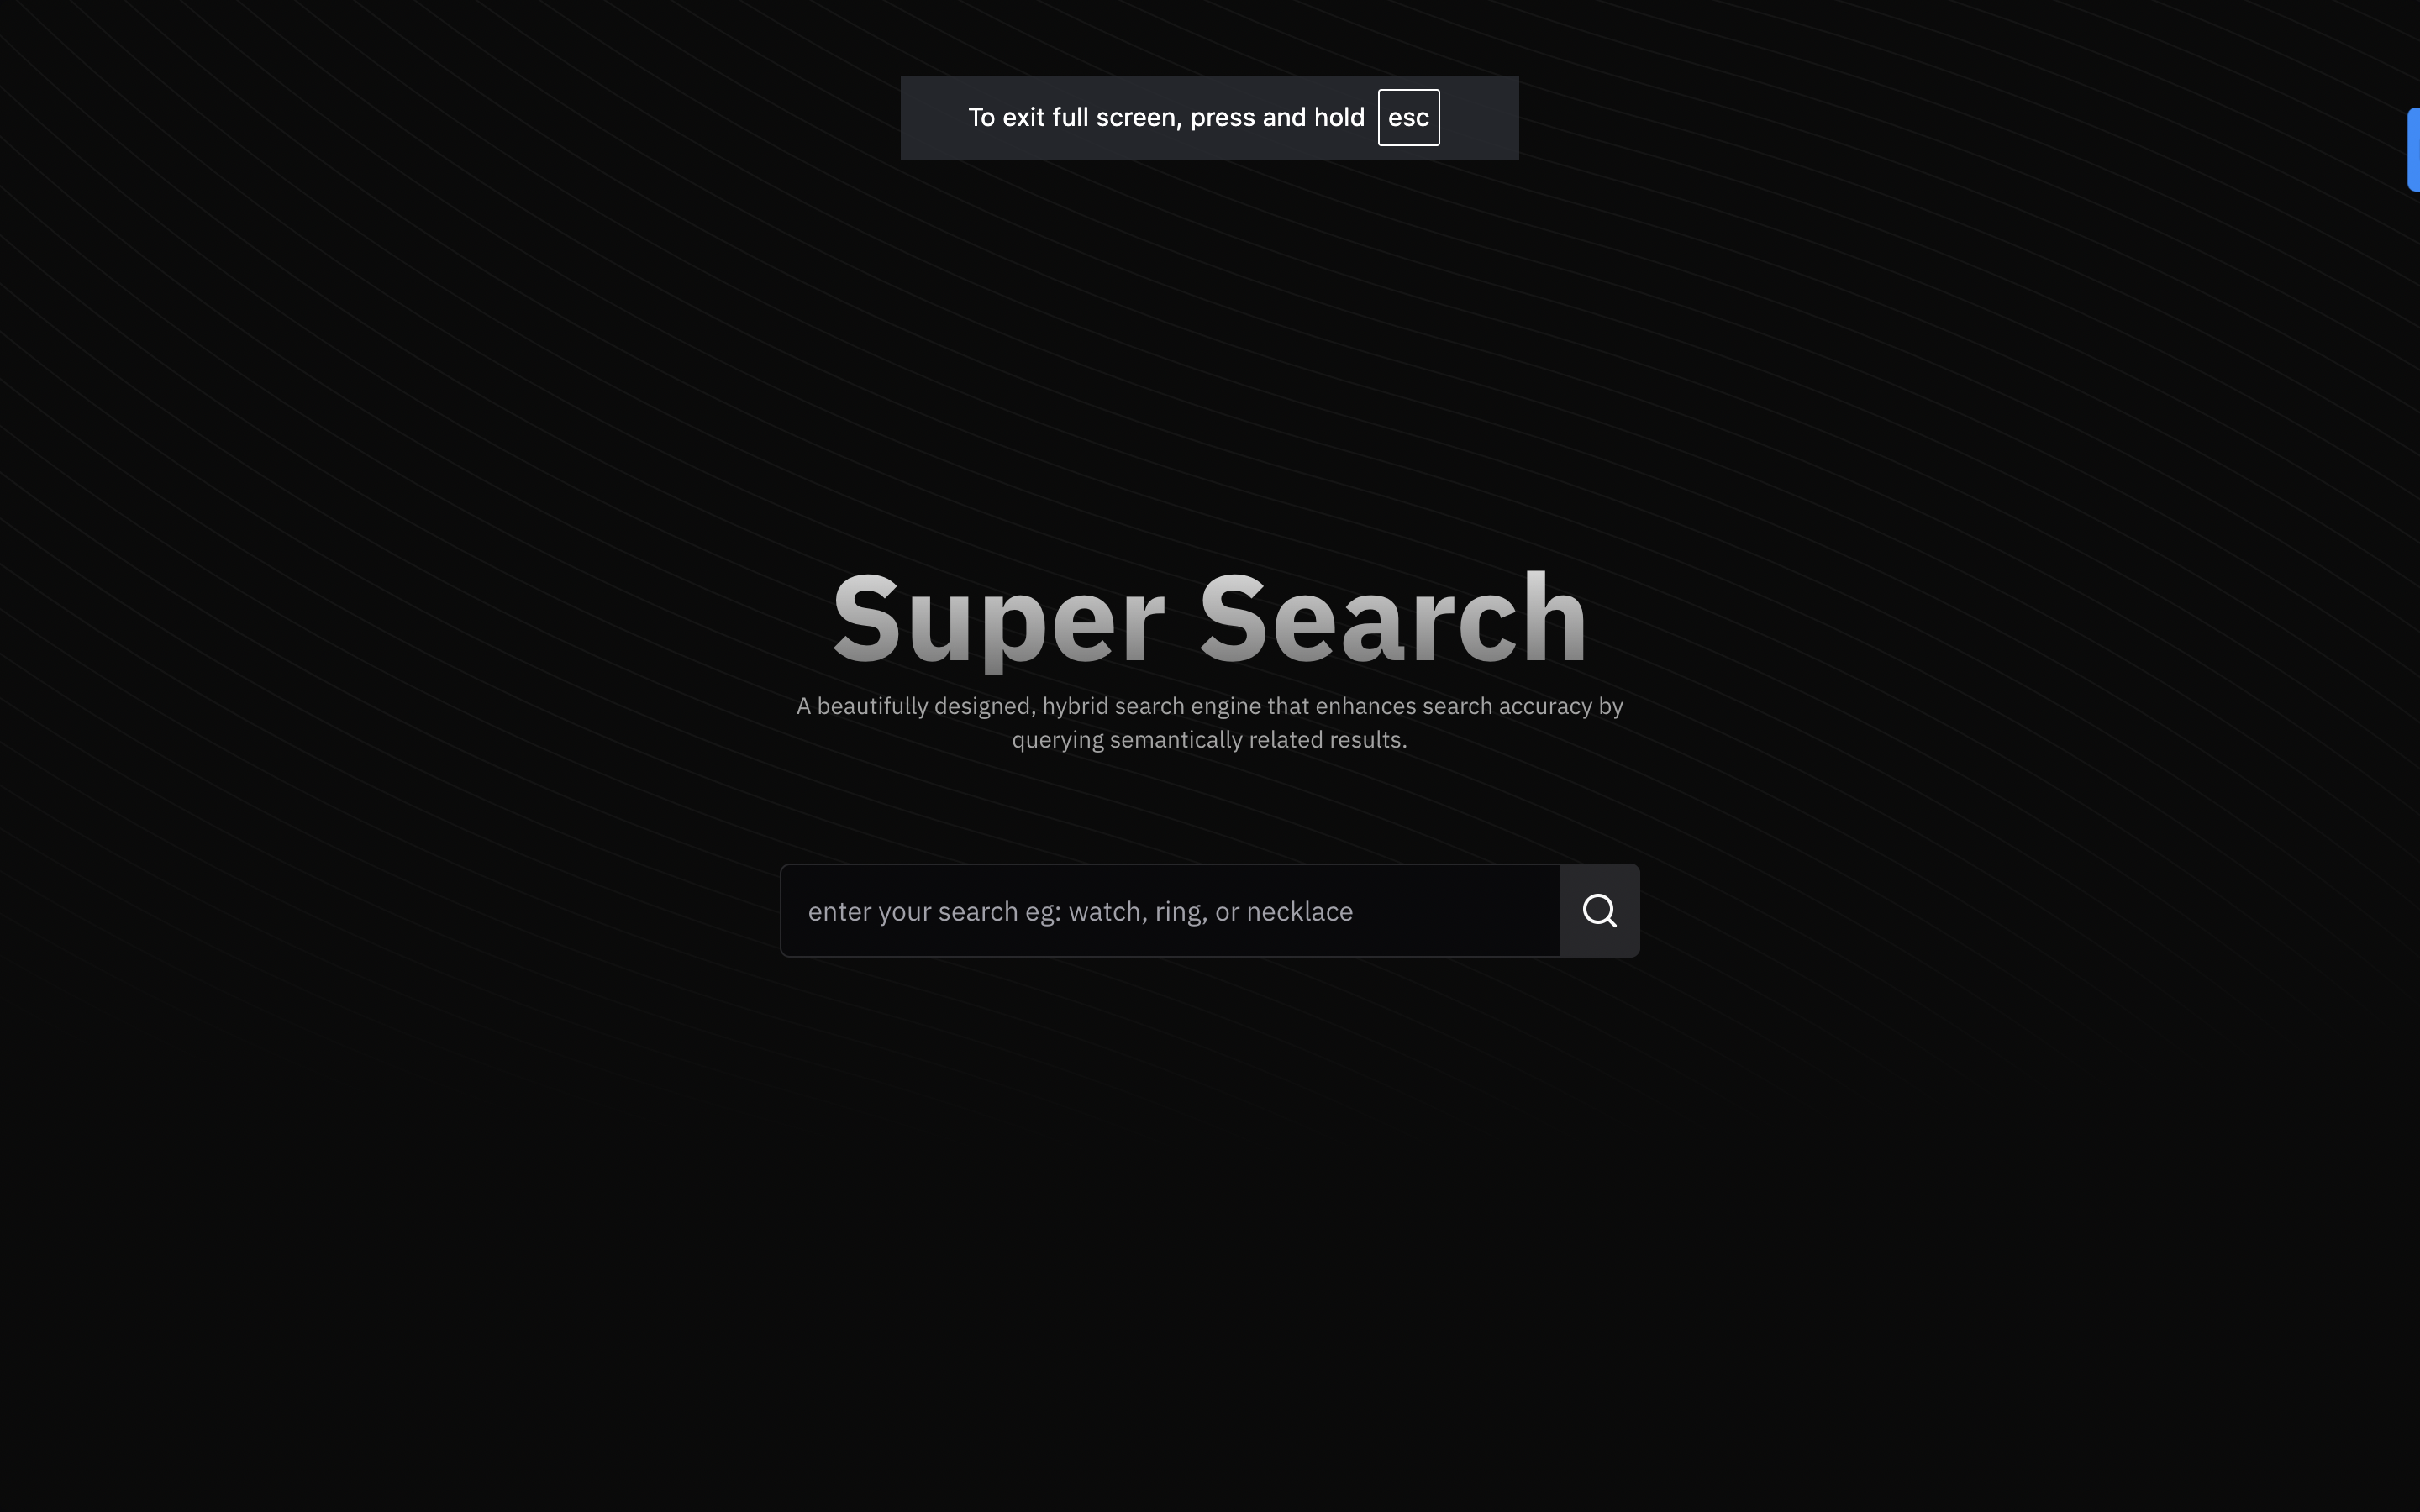 To exit full screen, press and hold esc
Super Search
A beautifully designed, hybrid search engine that enhances search accuracy by
querying semantically related results.
enter your search eg: watch, ring, or necklace